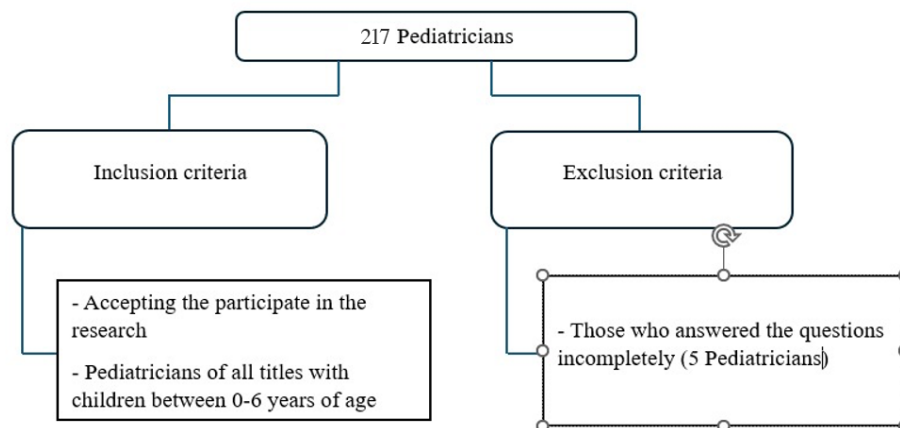 217 Pediatricians
Inclusion criteria
Exclusion criteria
- Accepting the participate in the
research
- Pediatricians of all titles with
children between 0-6 years of age
- Those who answered the questions
incompletely (5 Pediatricians)